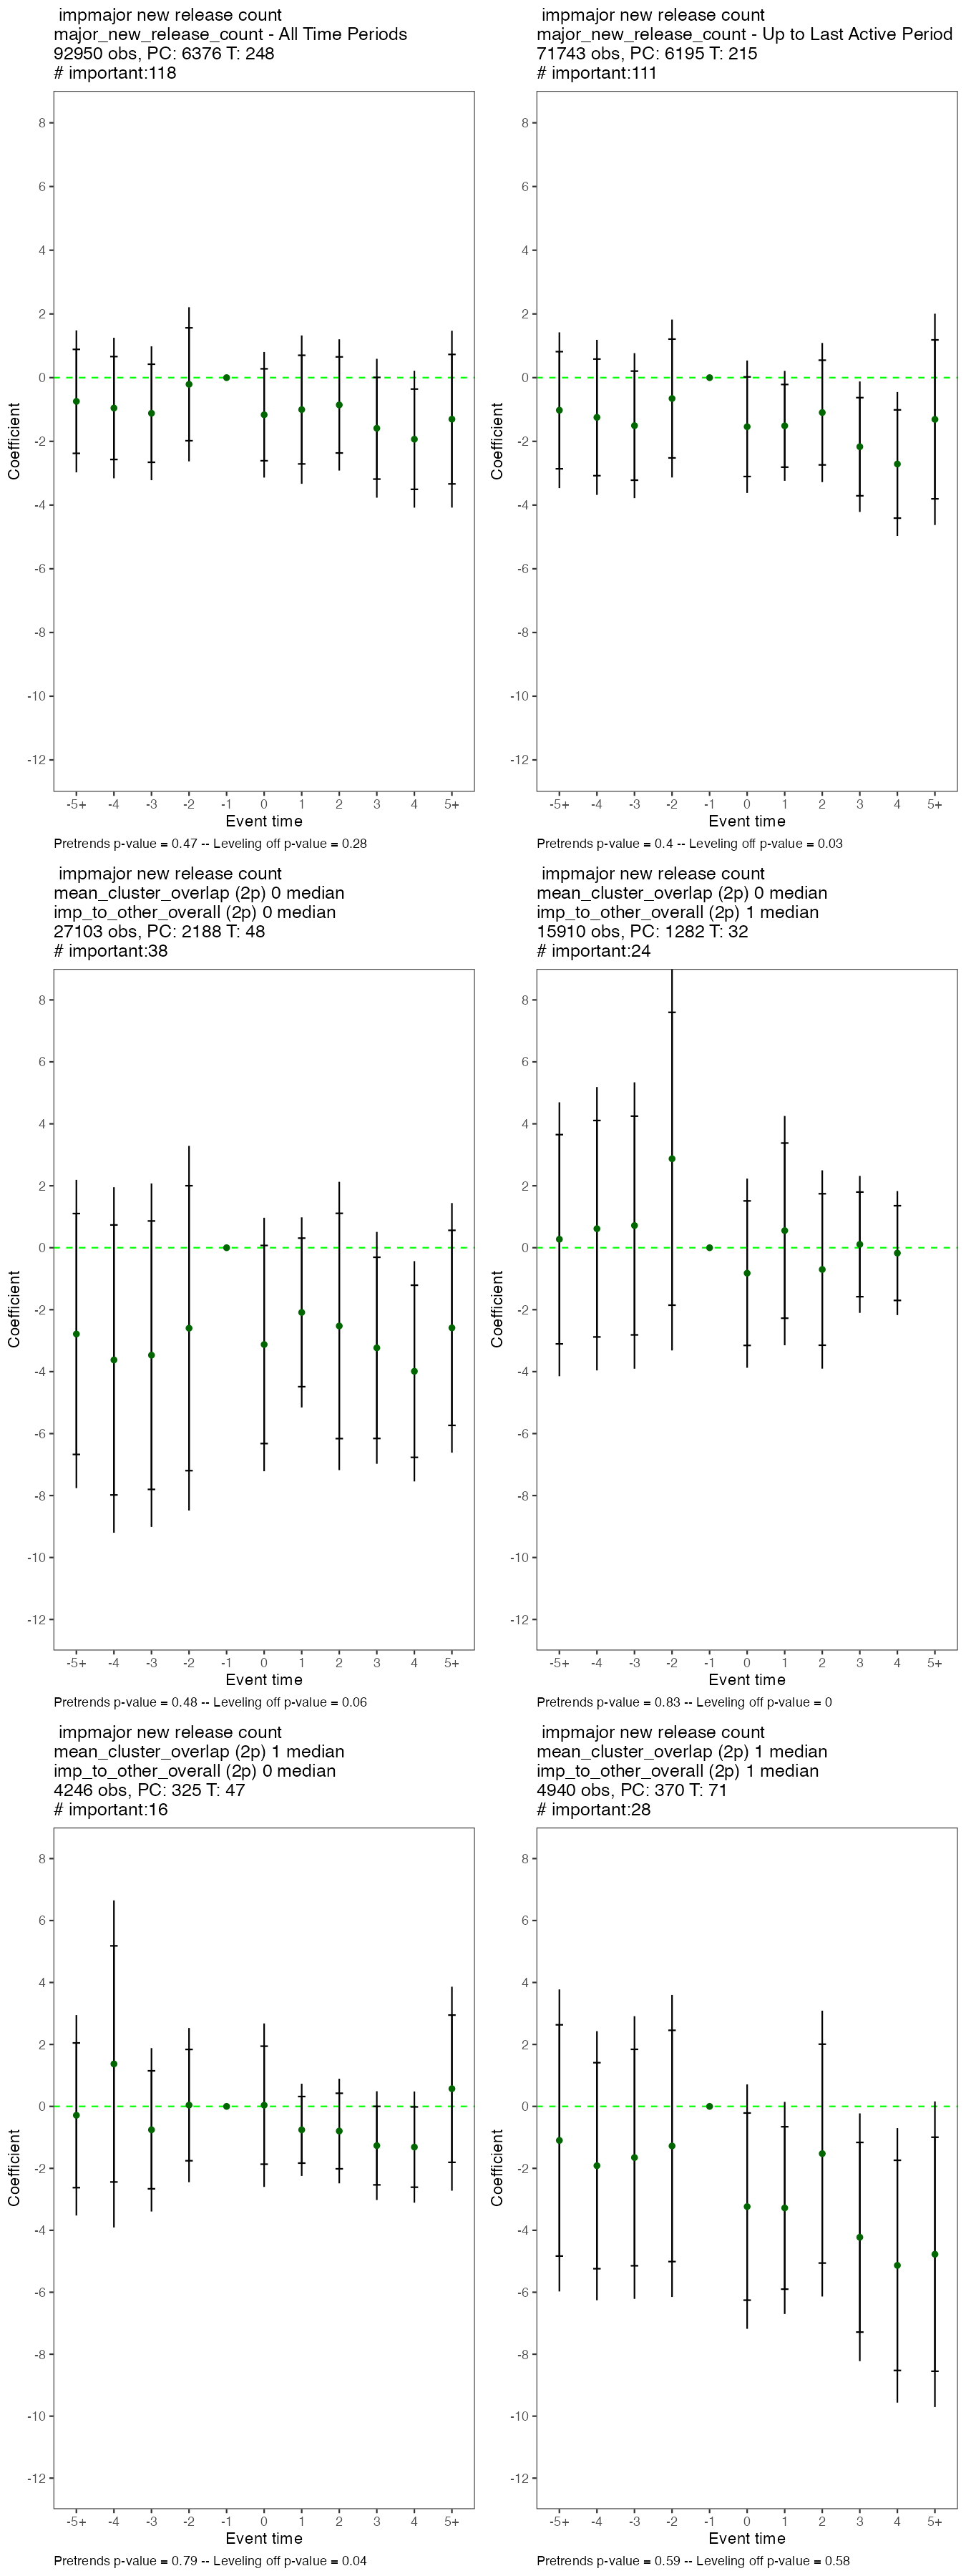 impmajor new release count
major_new_release_count - All Time Periods
92950 obs, PC: 6376 T: 248
# important:118
8
6
4
2
0
-2
-4
-6
-8
-10
-12
Coefficient
-5+ -4 -3 -2 -1 0 1 2 3 4 5+
Event time
Pretrends p-value = 0.47 -- Leveling off p-value = 0.28
impmajor new release count
major_new_release_count - Up to Last Active Period
71743 obs, PC: 6195 T: 215
# important:111
8
6
4
2
0
-2
-4
-6
-8
-10
-12
Coefficient
-5+ -4 -3 -2 -1 0 1 2 3 4 5+
Event time
Pretrends p-value = 0.4 -- Leveling off p-value = 0.03
impmajor new release count
mean_cluster_overlap (2p) 0 median
imp_to_other_overall (2p) 0 median
27103 obs, PC: 2188 T: 48
# important:38
8
6
4
2
0
-2
-4
-6
-8
-10
-12
Coefficient
-5+ -4 -3 -2 -1 0 1 2 3 4 5+
Event time
Pretrends p-value = 0.48 -- Leveling off p-value = 0.06
impmajor new release count
mean_cluster_overlap (2p) 0 median
imp_to_other_overall (2p) 1 median
15910 obs, PC: 1282 T: 32
# important:24
8
6
4
2
0
-2
-4
-6
-8
-10
-12
Coefficient
-5+ -4 -3 -2 -1 0 1 2 3 4 5+
Event time
Pretrends p-value = 0.83 -- Leveling off p-value = 0
impmajor new release count
mean_cluster_overlap (2p) 1 median
imp_to_other_overall (2p) 0 median
4246 obs, PC: 325 T: 47
# important:16
8
6
4
2
0
-2
-4
-6
-8
-10
-12
Coefficient
-5+ -4 -3 -2 -1 0 1 2 3 4 5+
Event time
Pretrends p-value = 0.79 -- Leveling off p-value = 0.04
impmajor new release count
mean_cluster_overlap (2p) 1 median
imp_to_other_overall (2p) 1 median
4940 obs, PC: 370 T: 71
# important:28
8
6
4
2
0
-2
-4
-6
-8
-10
-12
Coefficient
-5+ -4 -3 -2 -1 0 1 2 3 4 5+
Event time
Pretrends p-value = 0.59 -- Leveling off p-value = 0.58